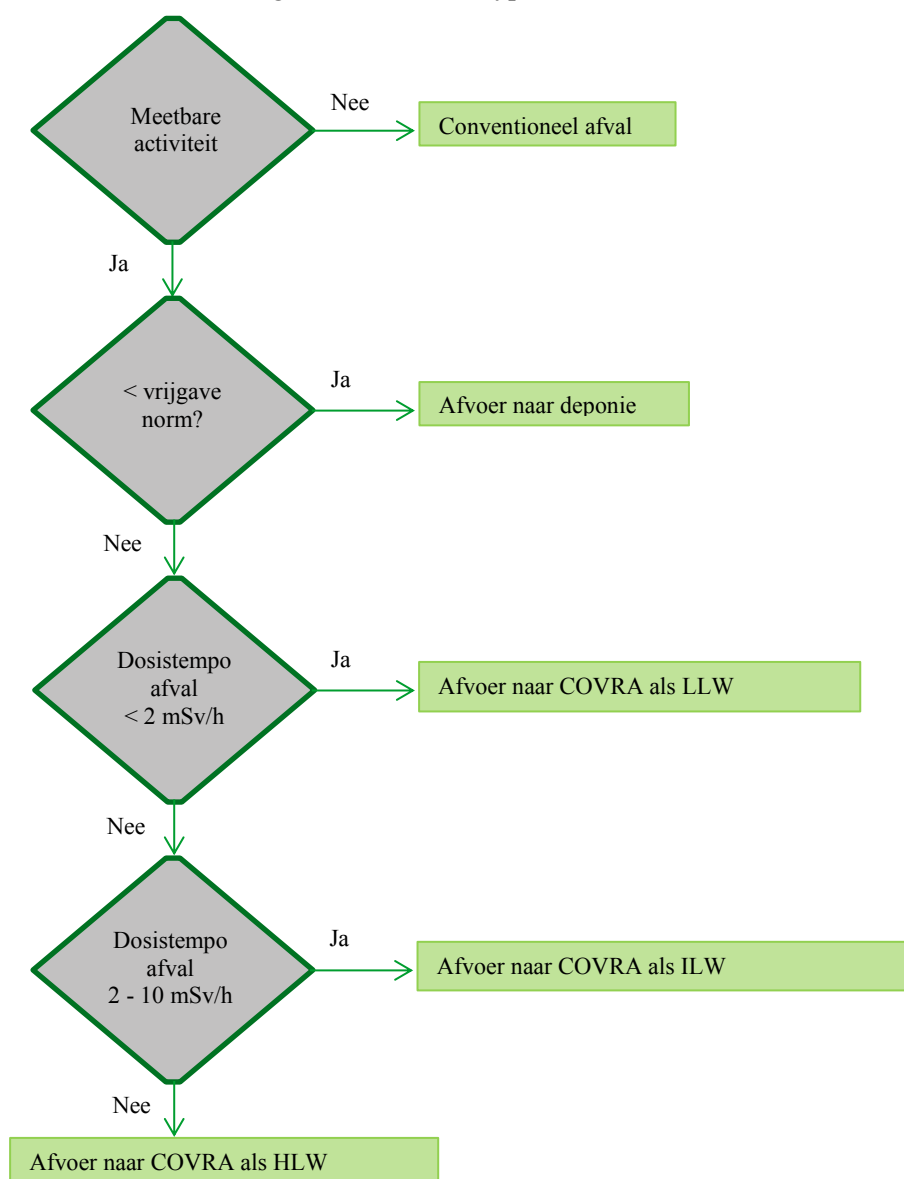 Meetbare
activiteit
Nee
Conventioneel afval
Ja
< vrijgave
norm?
Ja
Afvoer naar deponie
Nee
Dosistempo
afval
< 2 mSv/h
Ja
Afvoer naar COVRA als LLW
Nee
Dosistempo
afval
2 - 10 mSv/h
Ja
Afvoer naar COVRA als ILW
Nee
Afvoer naar COVRA als HLW